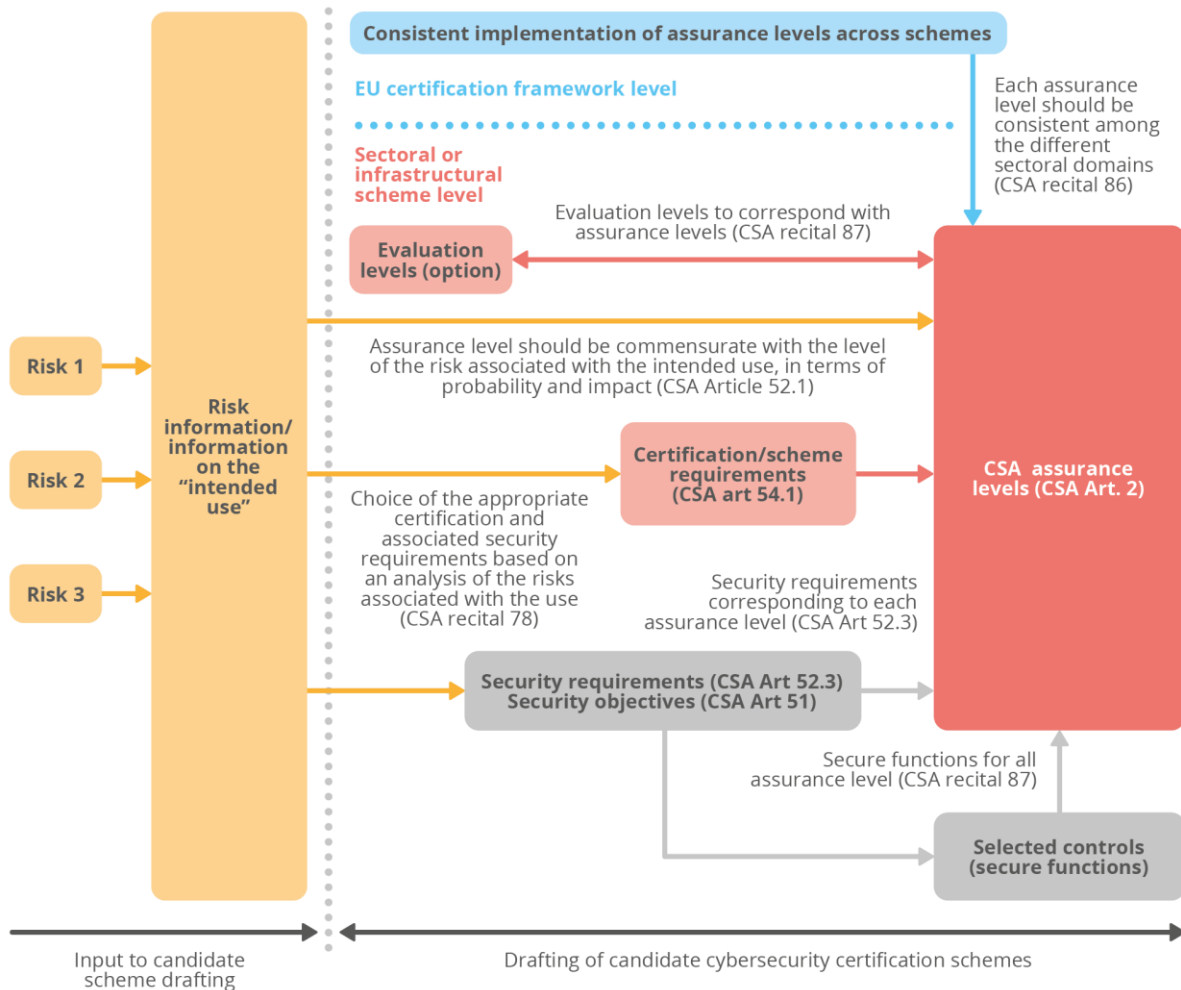 Consistent implementation of assurance levels across schemes
EU certification framework level
Each assurance
level should be
consistent among
the different
sectoral domains
(CSA recital 86)
Sectoral or
infrastructural
scheme level
Evaluation levels to correspond with
assurance levels (CSA recital 87)
Evaluation
levels (option)
Assurance level should be commensurate with the level
of the risk associated with the intended use, in terms of
probability and impact (CSA Article 52.1)
Risk 1
Risk 2
Risk 3
Risk
information/
information
on the
“intended
use”
Certification/scheme
requirements
(CSA art 54.1)
CSA assurance
levels (CSA Art. 2)
Choice of the appropriate
certification and
associated security
requirements based on
an analysis of the risks
associated with the use
(CSA recital 78)
Security requirements
corresponding to each
assurance level (CSA Art 52.3)
Security requirements (CSA Art 52.3)
Security objectives (CSA Art 51)
Secure functions for all
assurance level (CSA recital 87)
Selected controls
(secure functions)
Input to candidate
scheme drafting
Drafting of candidate cybersecurity certification schemes